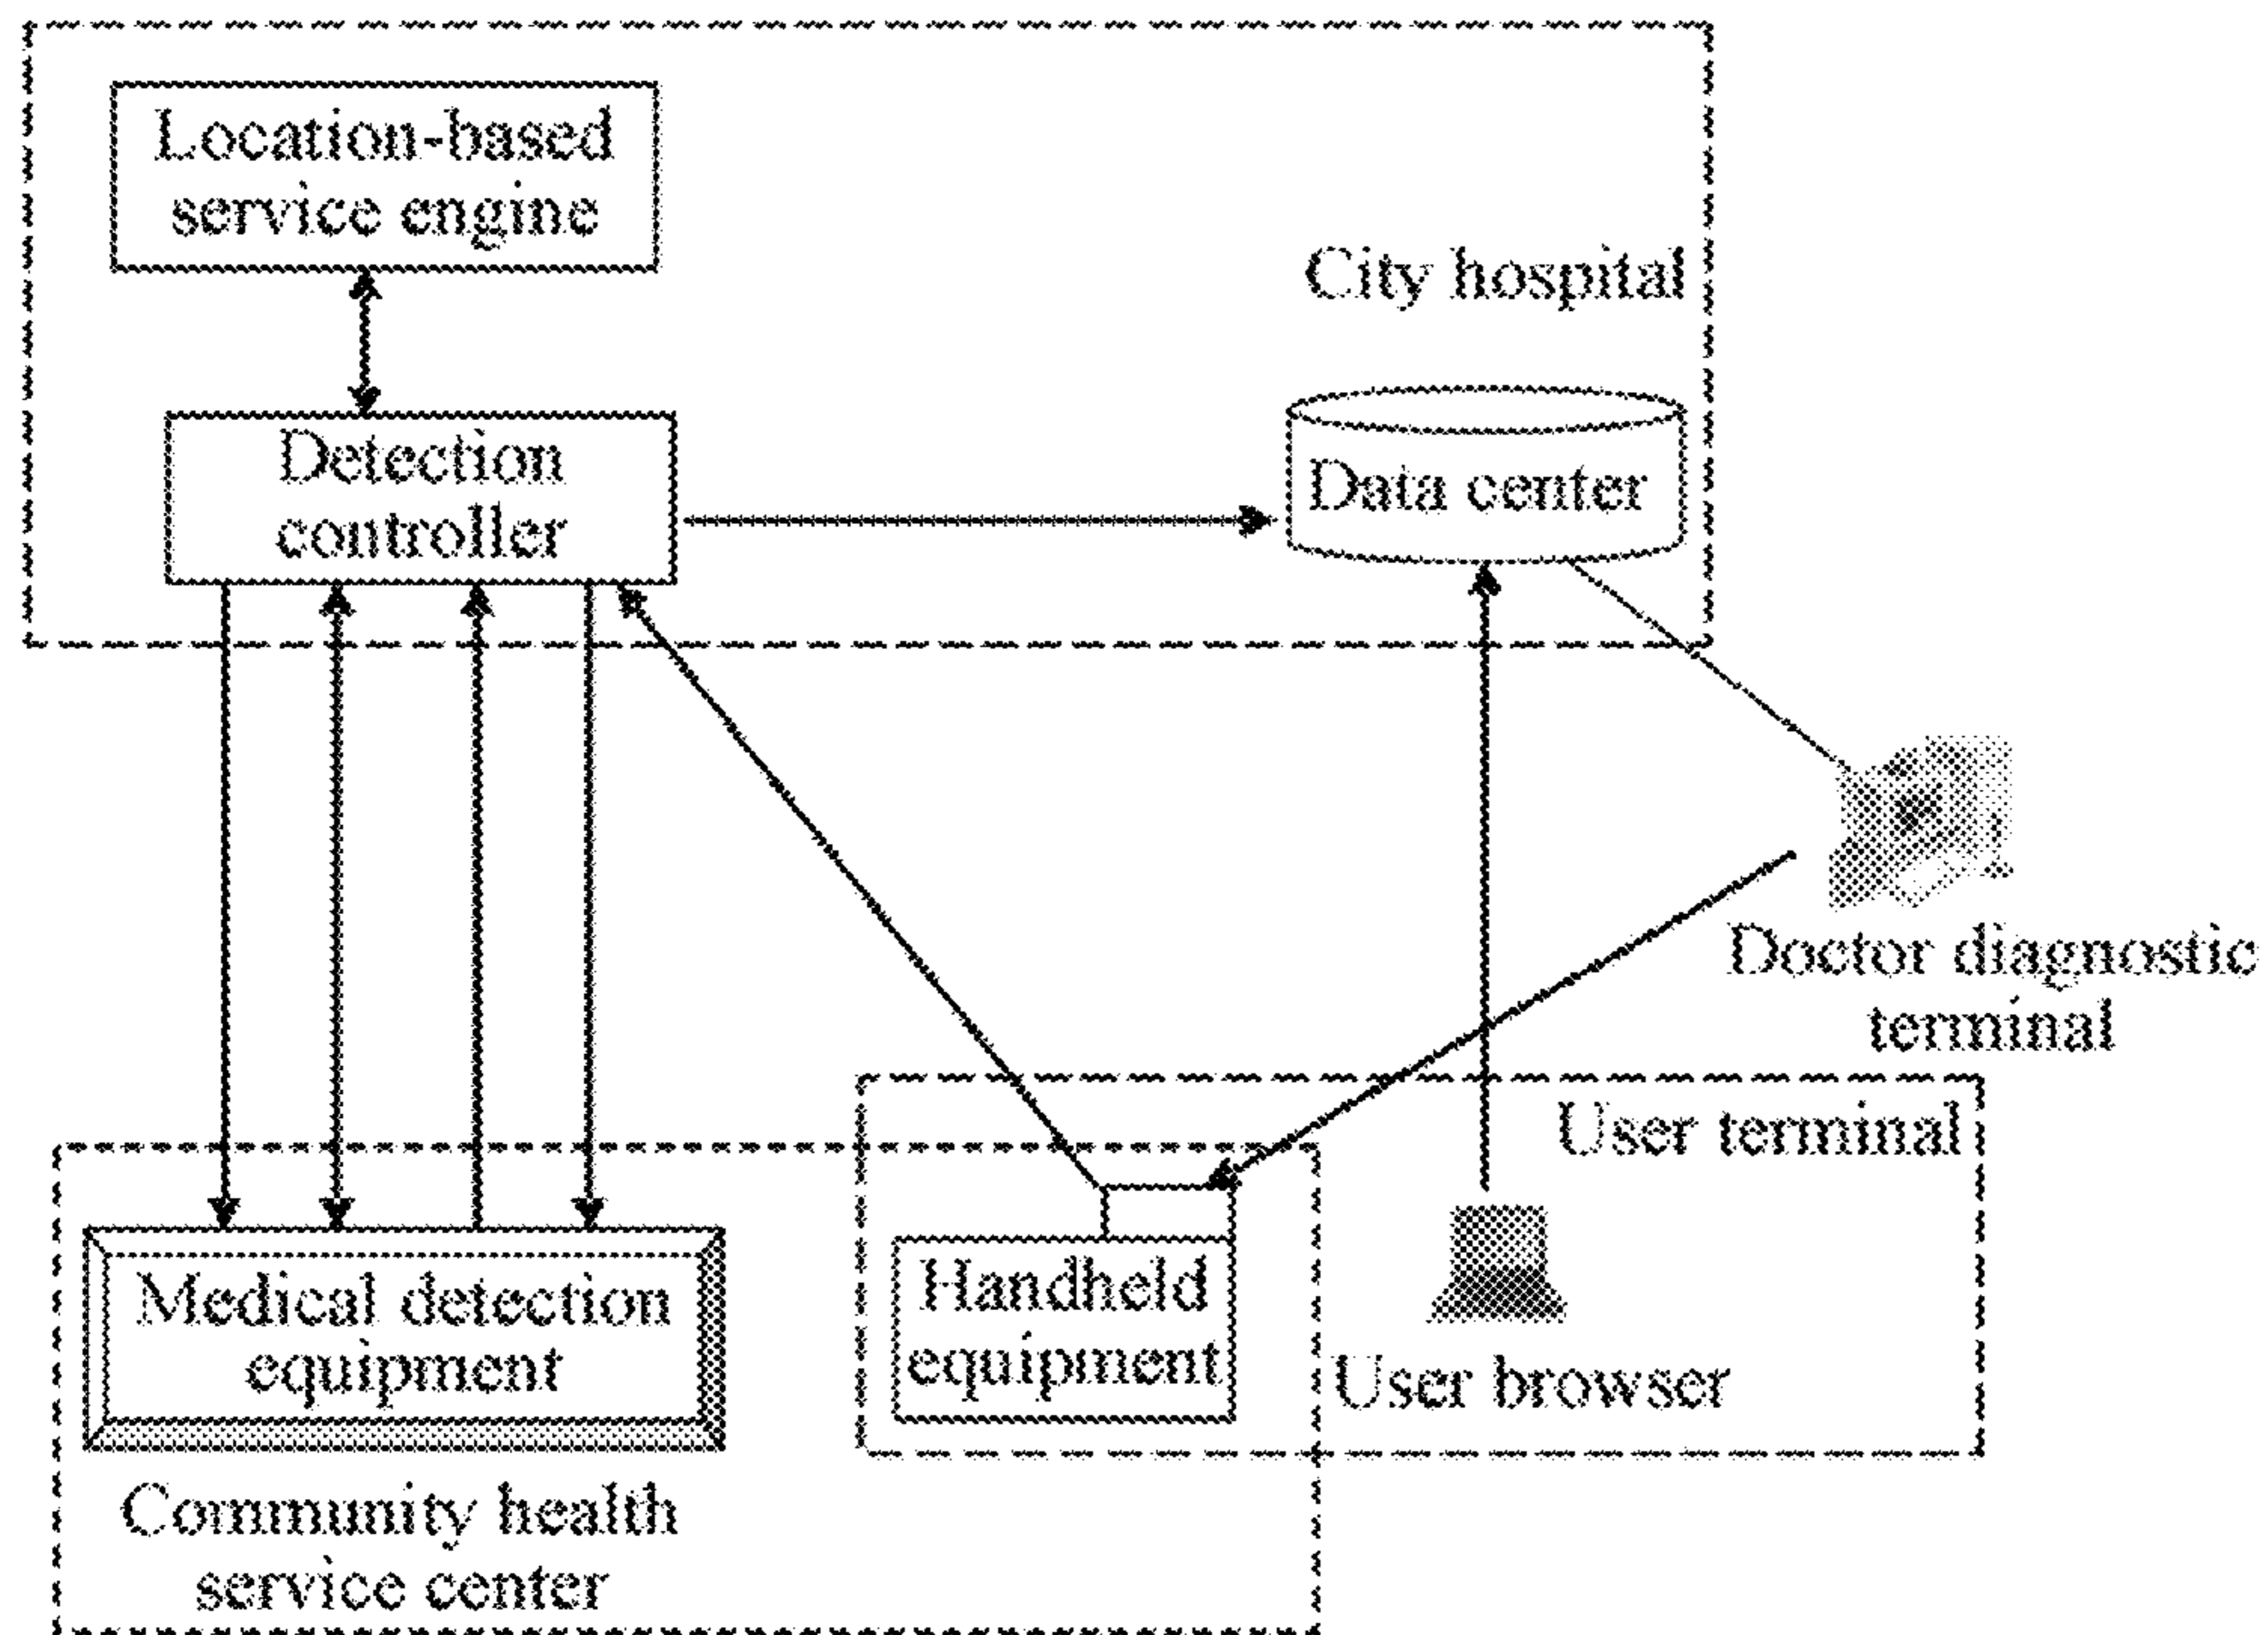 Location-based
service engine
City hospital
Detection
controller
Data center
Doctor diagnostic
terminal
User terminal
Medical detection
equipment
Handheld
equipment
User browser
Community health
service center